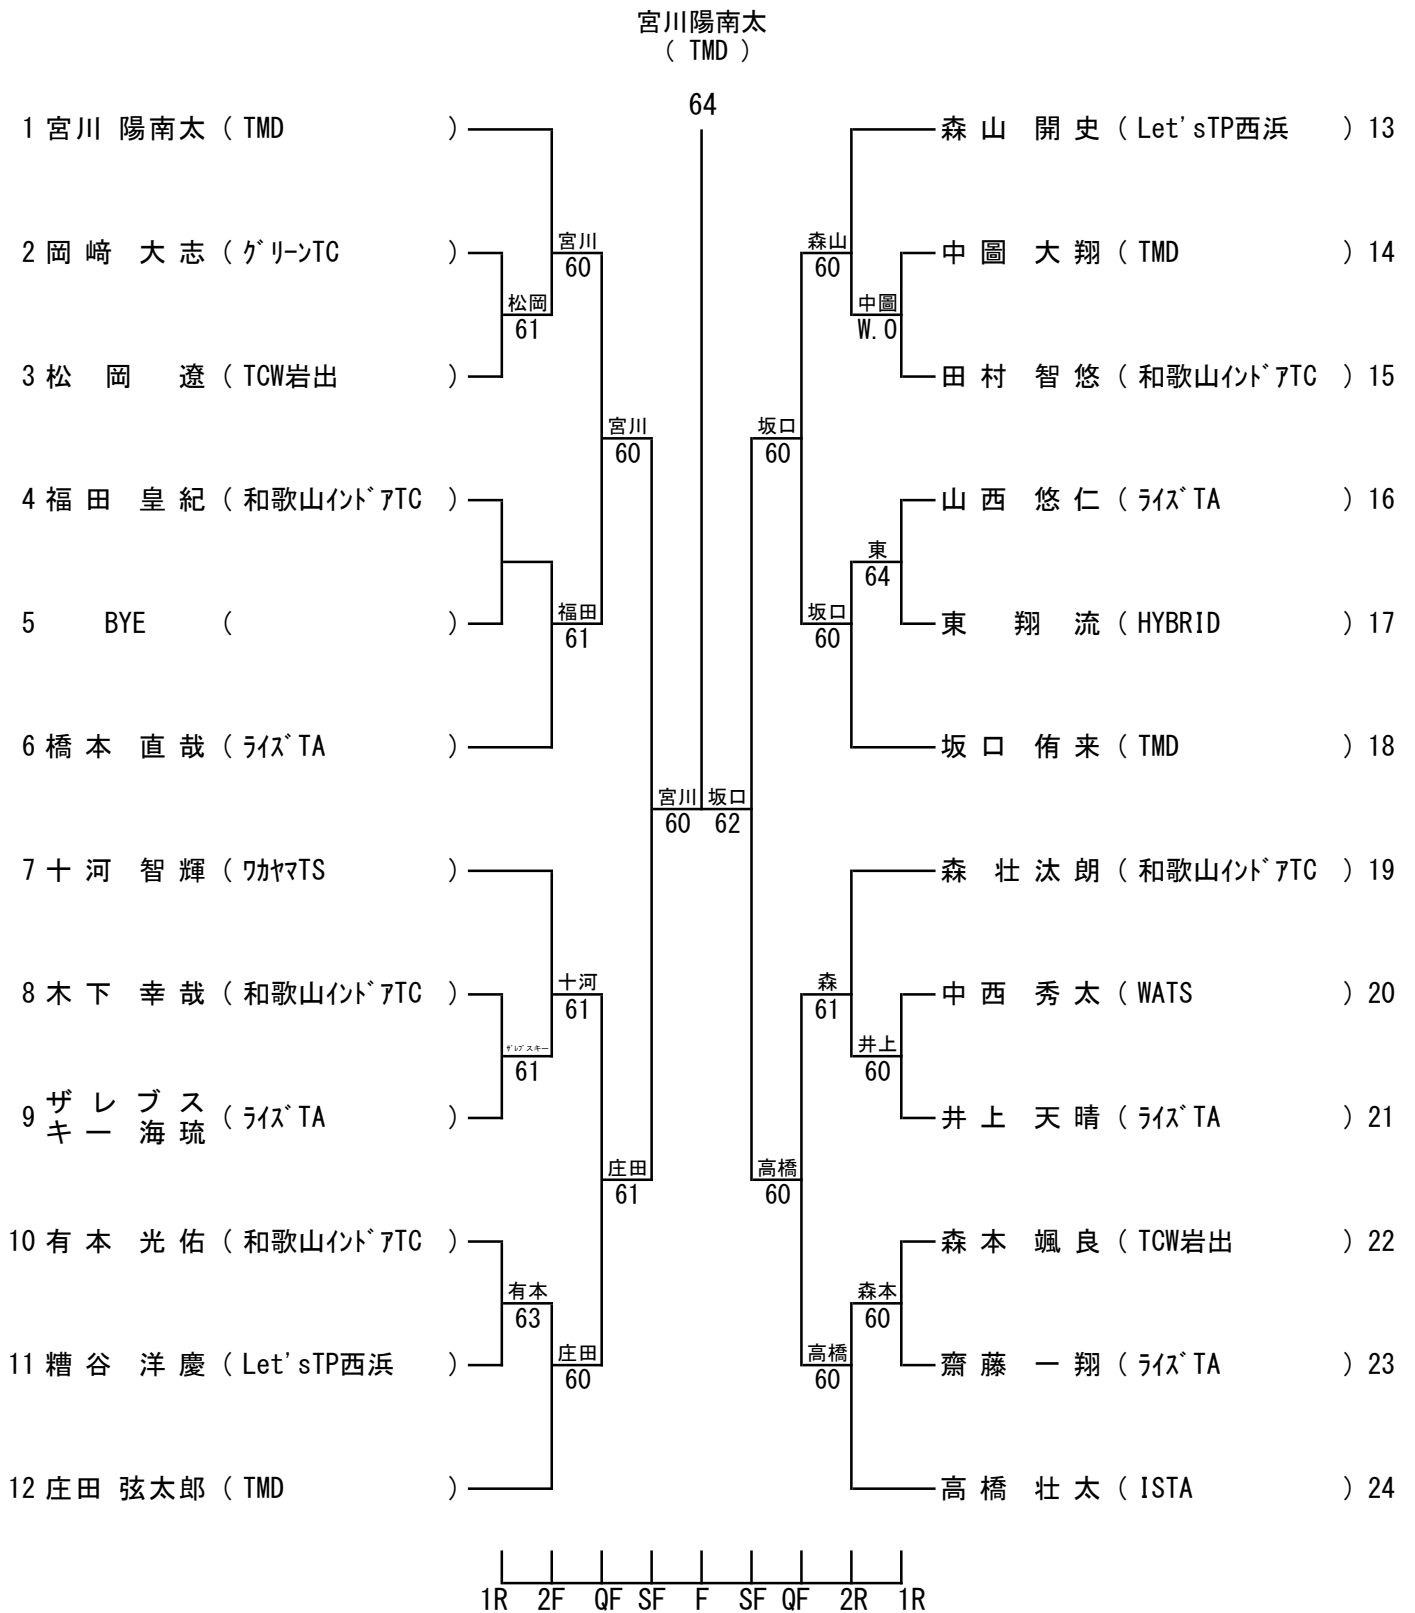 宮川陽南太
( TMD )
64
1 宮川 陽南太 ( TMD )
2 岡﨑 大志 ( ｸﾞﾘｰﾝTC )
3 松岡 遼 ( TCW岩出 )
4 福田 皇紀 ( 和歌山ｲﾝﾄﾞｱTC )
5 BYE ( )
6 橋本 直哉 ( ﾗｲｽﾞTA )
7 十河 智輝 ( ﾜｶﾔﾏTS )
8 木下 幸哉 ( 和歌山ｲﾝﾄﾞｱTC )
9 ザレブス
キー海琉 ( ﾗｲｽﾞTA )
10 有本 光佑 ( 和歌山ｲﾝﾄﾞｱTC )
11 糟谷 洋慶 ( Let'sTP西浜 )
12 庄田 弦太郎 ( TMD )
松岡
61
ｻﾞﾚﾌﾞｽｷｰ
61
有本
63
宮川
60
福田
61
十河
61
庄田
60
宮川
60
庄田
61
宮川
60
坂口
62
坂口
60
高橋
60
森山
60
坂口
60
森
61
高橋
60
中圖
W.O
東
64
井上
60
森本
60
森山 開史 ( Let'sTP西浜 ) 13
中圖 大翔 ( TMD ) 14
田村 智悠 ( 和歌山ｲﾝﾄﾞｱTC ) 15
山西 悠仁 ( ﾗｲｽﾞTA ) 16
東 翔流 ( HYBRID ) 17
坂口 侑来 ( TMD ) 18
森 壮汰朗 ( 和歌山ｲﾝﾄﾞｱTC ) 19
中西 秀太 ( WATS ) 20
井上 天晴 ( ﾗｲｽﾞTA ) 21
森本 颯良 ( TCW岩出 ) 22
齋藤 一翔 ( ﾗｲｽﾞTA ) 23
高橋 壮太 ( ISTA ) 24
1R 2F QF SF F SF QF 2R 1R